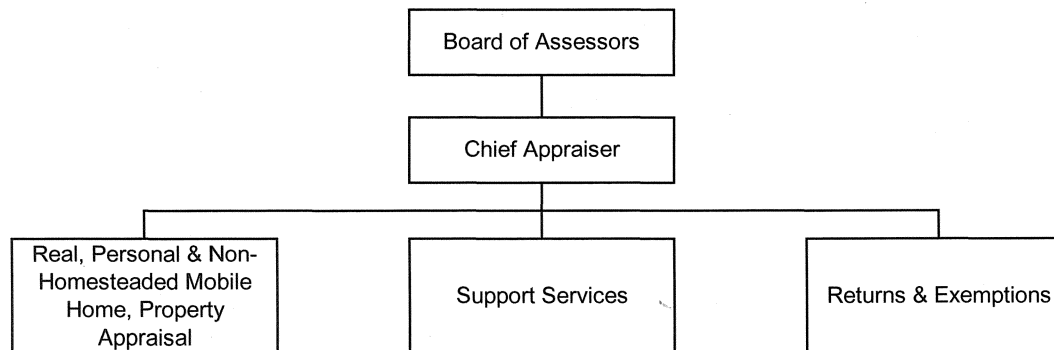 Board of Assessors
Chief Appraiser
Real, Personal & Non-
Homesteaded Mobile
Home, Property
Appraisal
Support Services
Returns & Exemptions